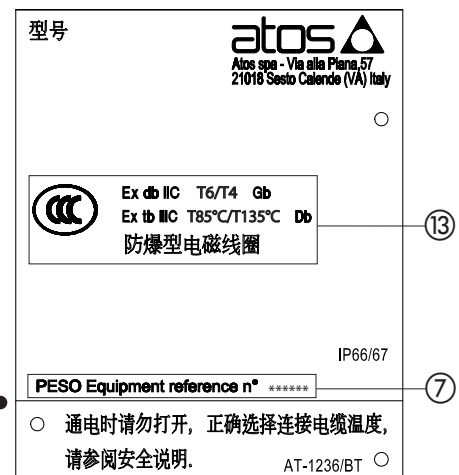 型号
atos
Atos spa - Via alla Piana,57
21018 Sesto Calende (VA) Italy
CCC
Ex db IIC T6/T4 Gb
Ex tb IIIC T85°C/T135°C Db
防爆型电磁线圈
⑬
IP66/67
PESO Equipment reference n° ******
⑦
通电时请勿打开, 正确选择连接电缆温度,
请参阅安全说明.
AT-1236/BT